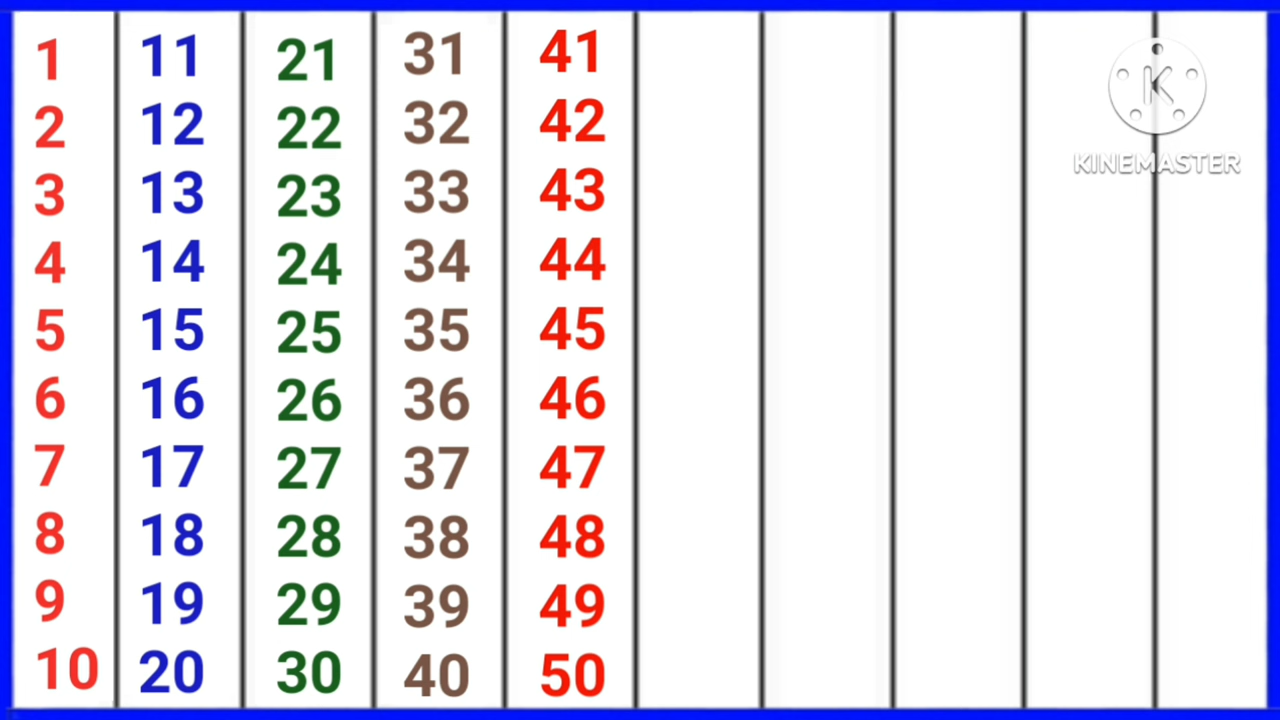 1 11 21 31 41
2 12 22 32 42
3 13 23 33 43
4 14 24 34 44
5 15 25 35 45
6 16 26 36 46
7 17 27 37 47
8 18 28 38 48
9 19 29 39 49
10 20 30 40 50
K
KINEMASTER